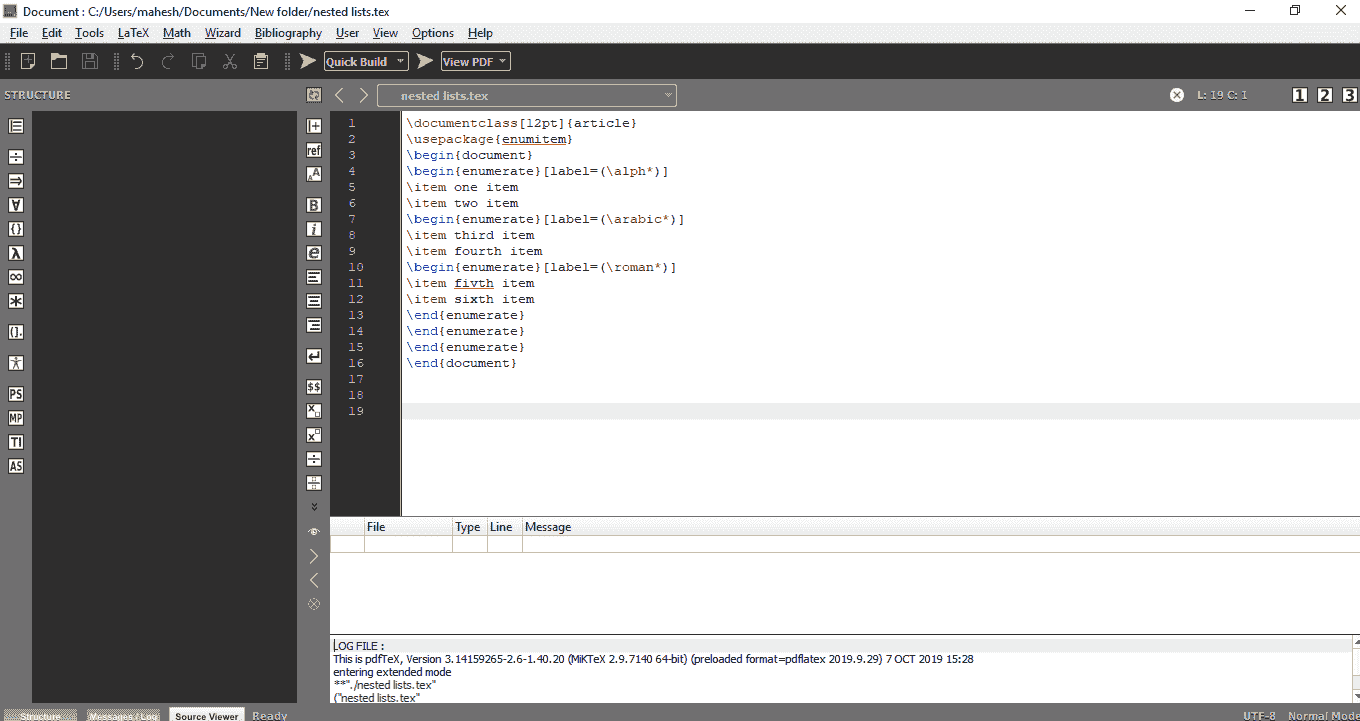 Document : C:/Users/mahesh/Documents/New folder/nested lists.tex
File Edit Tools LaTeX Math Wizard Bibliography User View Options Help
Quick Build View PDF
STRUCTURE nested lists.tex L: 19 C: 1 1 2 3
ref
PS
MP
TI
AS
$$
1 \documentclass[12pt]{article}
2 \usepackage{enumitem}
3 \begin{document}
4 \begin{enumerate}[label=(\alph*)]
5 \item one item
6 \item two item
7 \begin{enumerate}[label=(\arabic*)]
8 \item third item
9 \item fourth item
10 \begin{enumerate}[label=(\roman*)]
11 \item fivth item
12 \item sixth item
13 \end{enumerate}
14 \end{enumerate}
15 \end{enumerate}
16 \end{document}
17
18
19
File Type Line Message
LOG FILE :
This is pdfTeX, Version 3.14159265-2.6-1.40.20 (MiKTeX 2.9.7140 64-bit) (preloaded format=pdflatex 2019.9.29) 7 OCT 2019 15:28
entering extended mode
**"./nested lists.tex"
("nested lists.tex"
Structure Messages / Log Source Viewer Ready UTF-8 Normal Mode